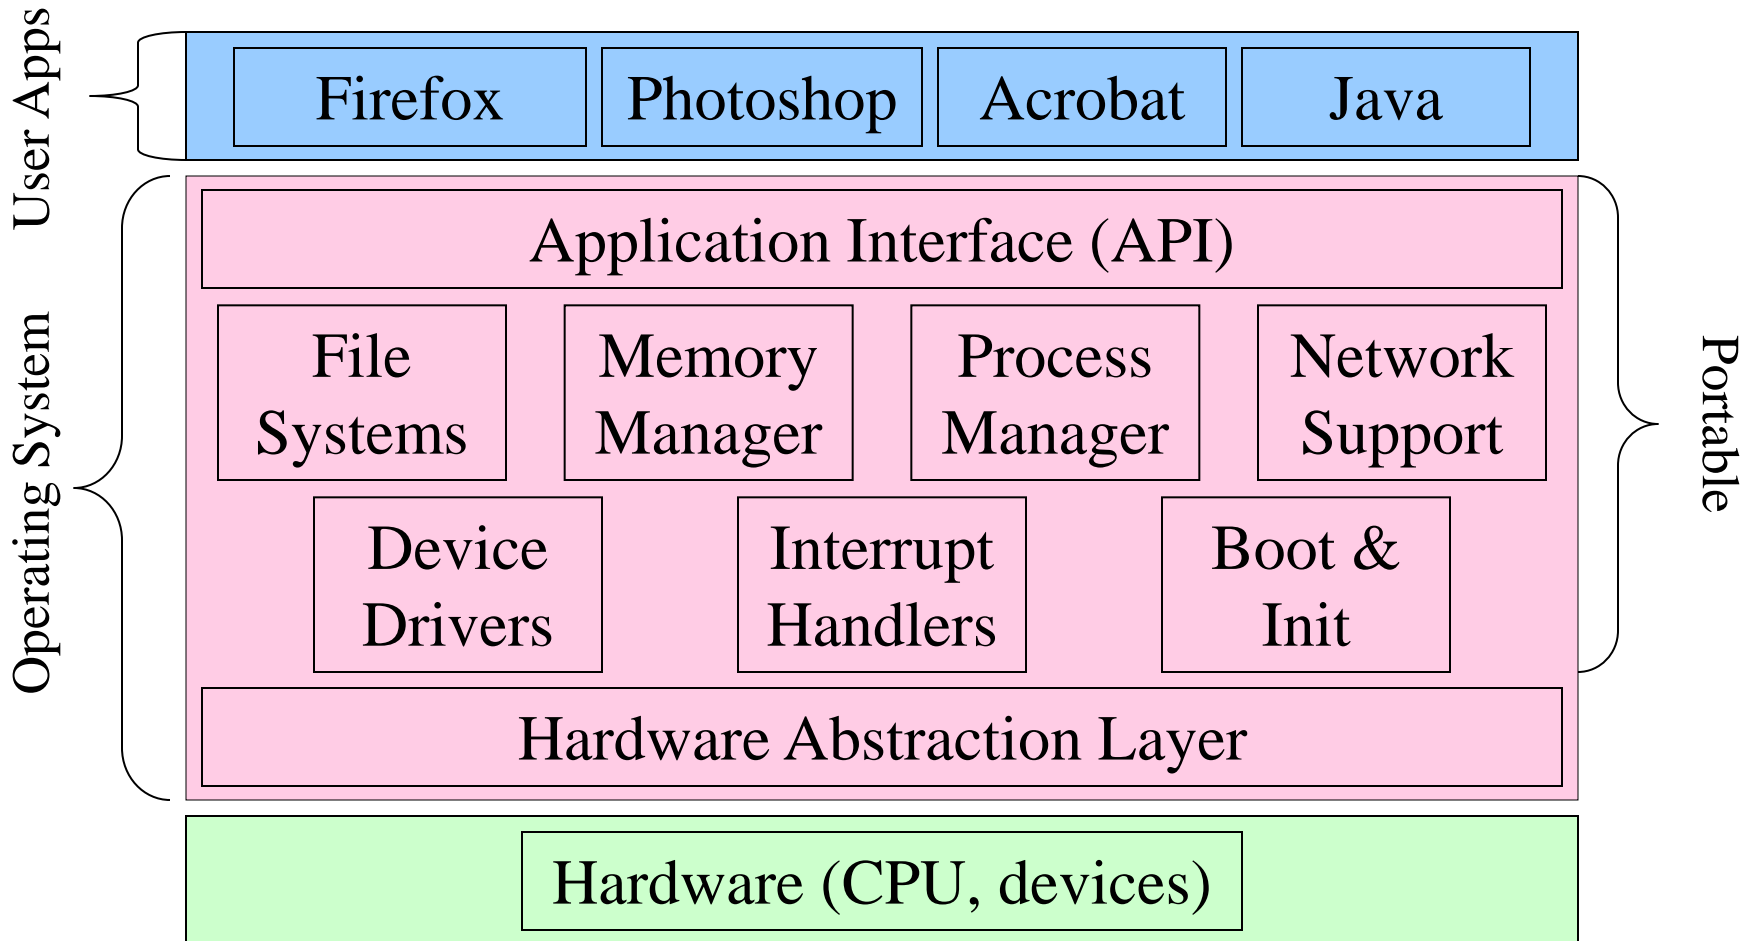 User Apps
Firefox
Photoshop
Acrobat
Java
Operating System
Application Interface (API)
File
Systems
Memory
Manager
Process
Manager
Network
Support
Device
Drivers
Interrupt
Handlers
Boot &
Init
Hardware Abstraction Layer
Portable
Hardware (CPU, devices)